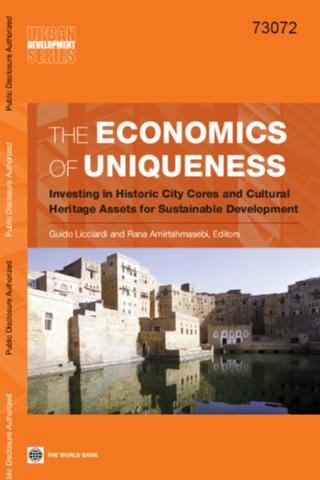 73072
URBAN
DEVELOPMENT
SERIES
THE ECONOMICS
OF UNIQUENESS
Investing in Historic City Cores and Cultural
Heritage Assets for Sustainable Development
Guido Licciardi and Rana Amirtahmasebi, Editors
THE WORLD BANK
Public Disclosure Authorized
Public Disclosure Authorized
Public Disclosure Authorized
blic Disclosure Authorized